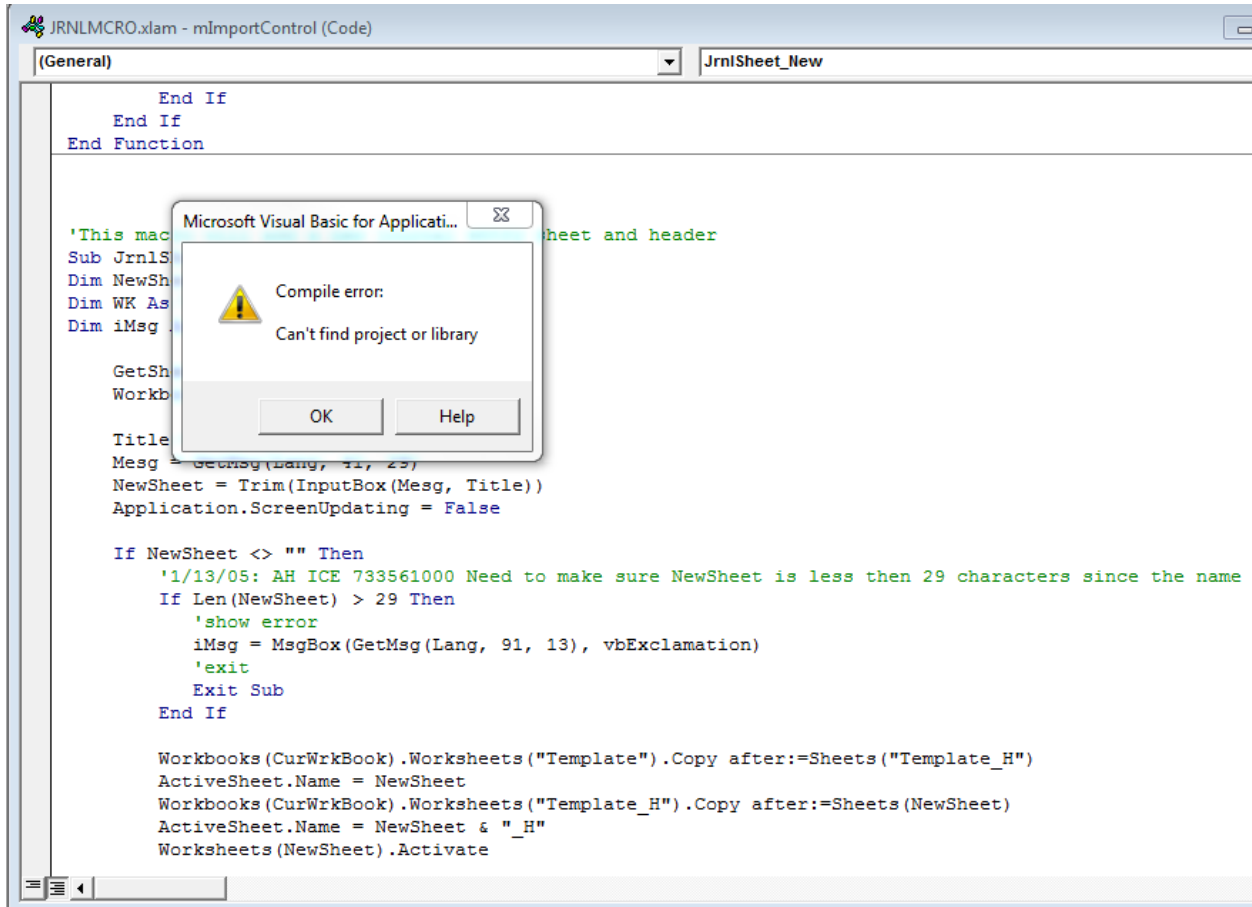 JRNLMCRO.xlam - mImportControl (Code)
(General) JrnlSheet_New
End If
End If
End Function
Microsoft Visual Basic for Applicati...
'This mac heet and header
Sub JrnlS
Dim NewSh
Dim WK As
Dim iMsg
Compile error:
Can't find project or library
GetSh
Workb
OK Help
Title
Mesg = GetMsg(Lang, 41, 29)
NewSheet = Trim(InputBox(Mesg, Title))
Application.ScreenUpdating = False
If NewSheet <> "" Then
'1/13/05: AH ICE 733561000 Need to make sure NewSheet is less then 29 characters since the name
If Len(NewSheet) > 29 Then
'show error
iMsg = MsgBox(GetMsg(Lang, 91, 13), vbExclamation)
'exit
Exit Sub
End If
Workbooks(CurWrkBook).Worksheets("Template").Copy after:=Sheets("Template_H")
ActiveSheet.Name = NewSheet
Workbooks(CurWrkBook).Worksheets("Template_H").Copy after:=Sheets(NewSheet)
ActiveSheet.Name = NewSheet & "_H"
Worksheets(NewSheet).Activate